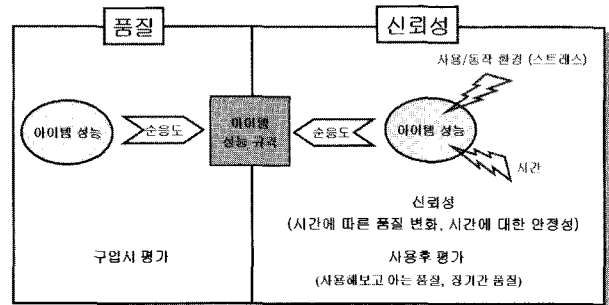 품질
신뢰성
사용/동작 환경 (스트레스)
아이템 성능
순응도
아이템
성능 규격
순응도
아이템 성능
시간
신뢰성
(시간에 따른 품질 변화, 시간에 대한 안정성)
구입시 평가
사용후 평가
(사용해보고 아는 품질, 장기간 품질)